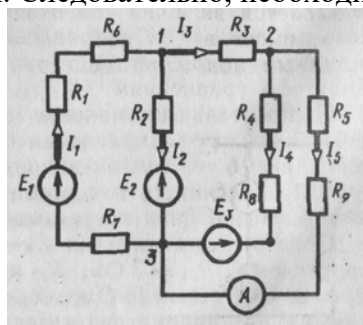 . Следовательно, необходи
R6 1 I3 R3 2
R1 R2 R4 R5
I1 I2 I4 I5
E1 E2 R8 R9
E3
R7
3
A